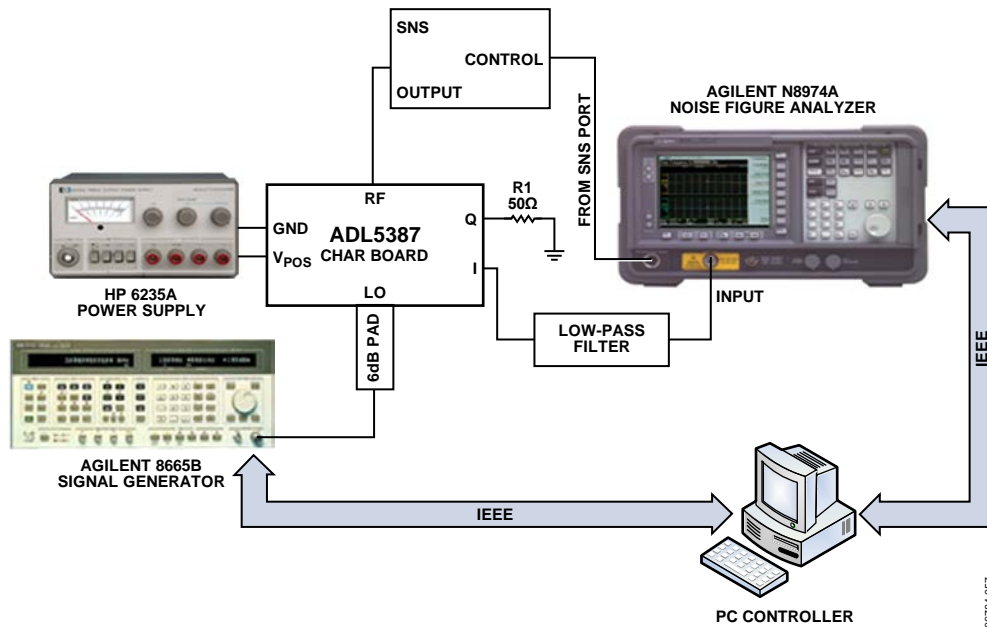 SNS
CONTROL
OUTPUT
AGILENT N8974A
NOISE FIGURE ANALYZER
FROM SNS PORT
RF
R1
50Ω
GND
ADL5387
CHAR BOARD
Q
VPOS
I
LO
HP 6235A
POWER SUPPLY
INPUT
LOW-PASS
FILTER
6dB PAD
IEEE
AGILENT 8665B
SIGNAL GENERATOR
IEEE
PC CONTROLLER